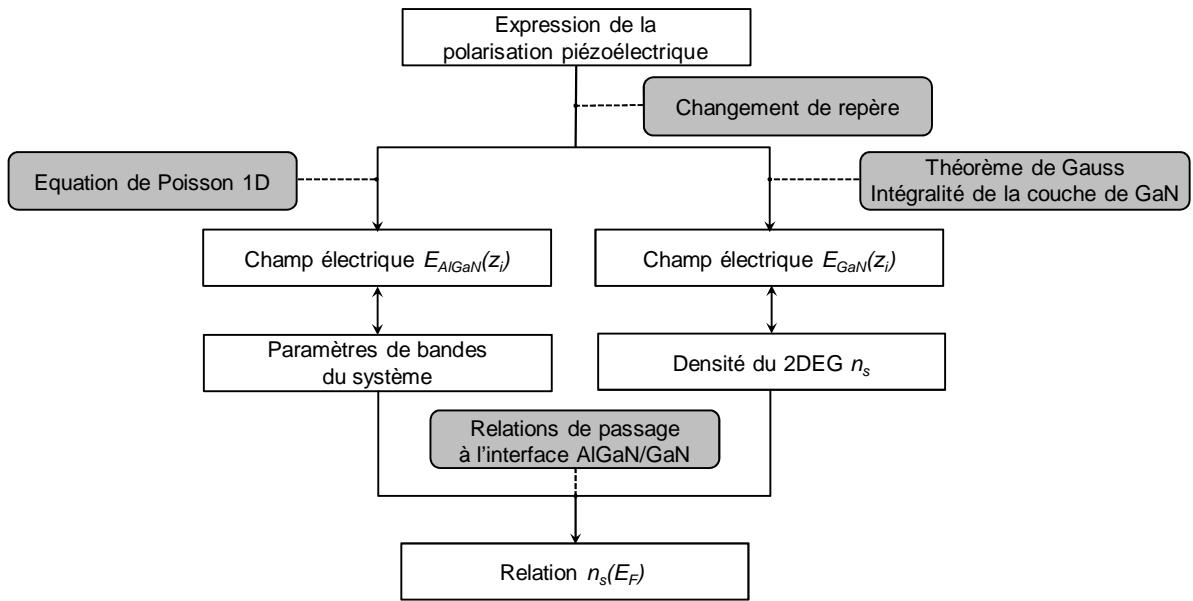 Expression de la
polarisation piézoélectrique
Changement de repère
Equation de Poisson 1D
Théorème de Gauss
Intégralité de la couche de GaN
Champ électrique E_AlGaN(z_i)
Champ électrique E_GaN(z_i)
Paramètres de bandes
du système
Densité du 2DEG n_s
Relations de passage
à l’interface AlGaN/GaN
Relation n_s(E_F)